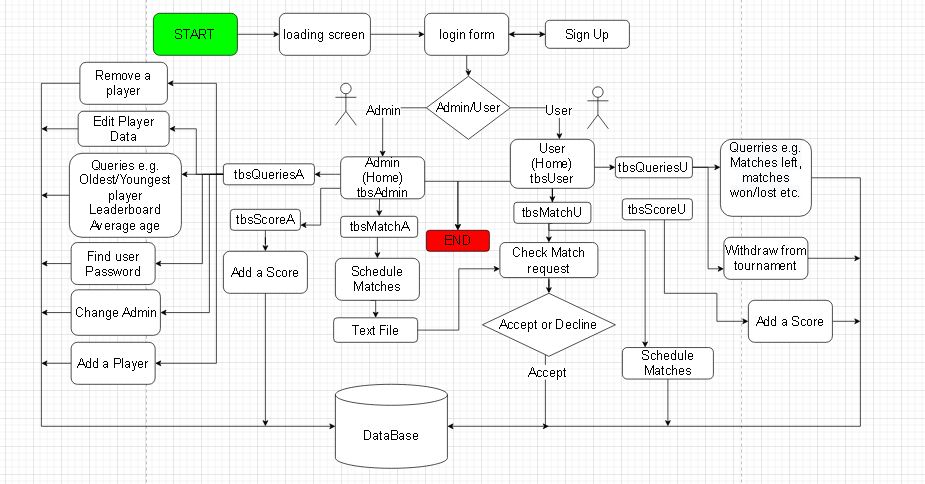 START
loading screen
login form
Sign Up
Remove a
player
Admin/User
Admin
User
Edit Player
Data
Queries e.g.
Oldest/Youngest
player
Leaderboard
Average age
tbsQueriesA
Admin
(Home)
tbsAdmin
User
(Home)
tbsUser
tbsQueriesU
Querries e.g.
Matches left,
matches
won/lost etc.
tbsScoreA
tbsMatchA
END
tbsMatchU
tbsScoreU
Find user
Password
Add a Score
Schedule
Matches
Check Match
request
Withdraw from
tournament
Change Admin
Text File
Accept or Decline
Add a Score
Add a Player
Accept
Schedule
Matches
DataBase